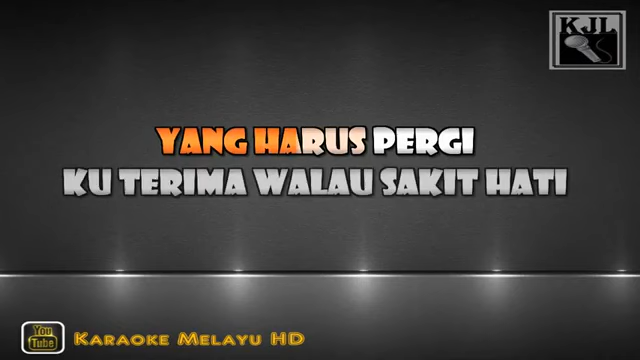 KJL
YANG HARUS PERGI
KU TERIMA WALAU SAKIT HATI
You
Tube
KARAOKE MELAYU HD